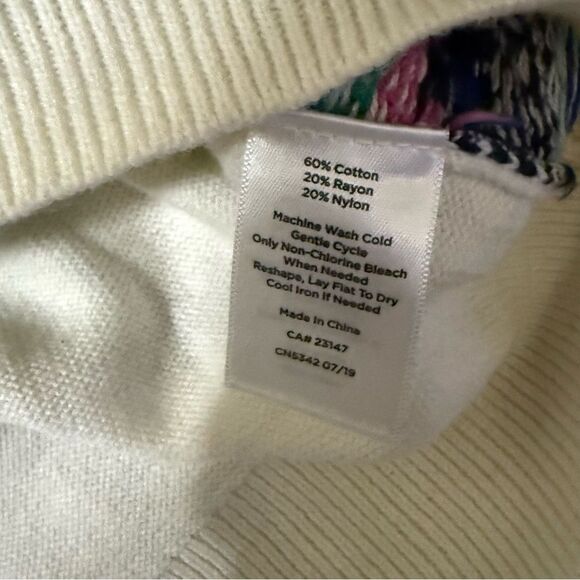 60% Cotton
20% Rayon
20% Nylon
Machine Wash Cold
Gentle Cycle
Only Non-Chlorine Bleach
When Needed
Reshape, Lay Flat To Dry
Cool Iron If Needed
Made In China
CA# 23147
CN5342 07/19